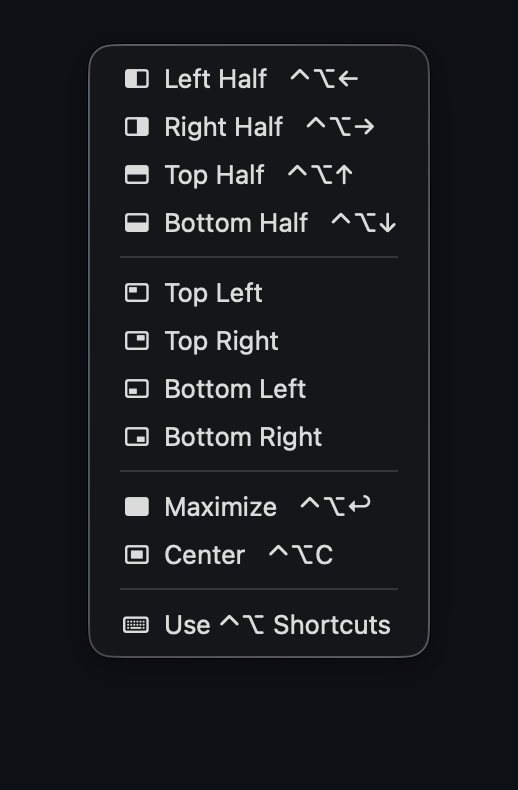 Left Half ⌃⌥←
Right Half ⌃⌥→
Top Half ⌃⌥↑
Bottom Half ⌃⌥↓
Top Left
Top Right
Bottom Left
Bottom Right
Maximize ⌃⌥↩
Center ⌃⌥C
Use ⌃⌥ Shortcuts